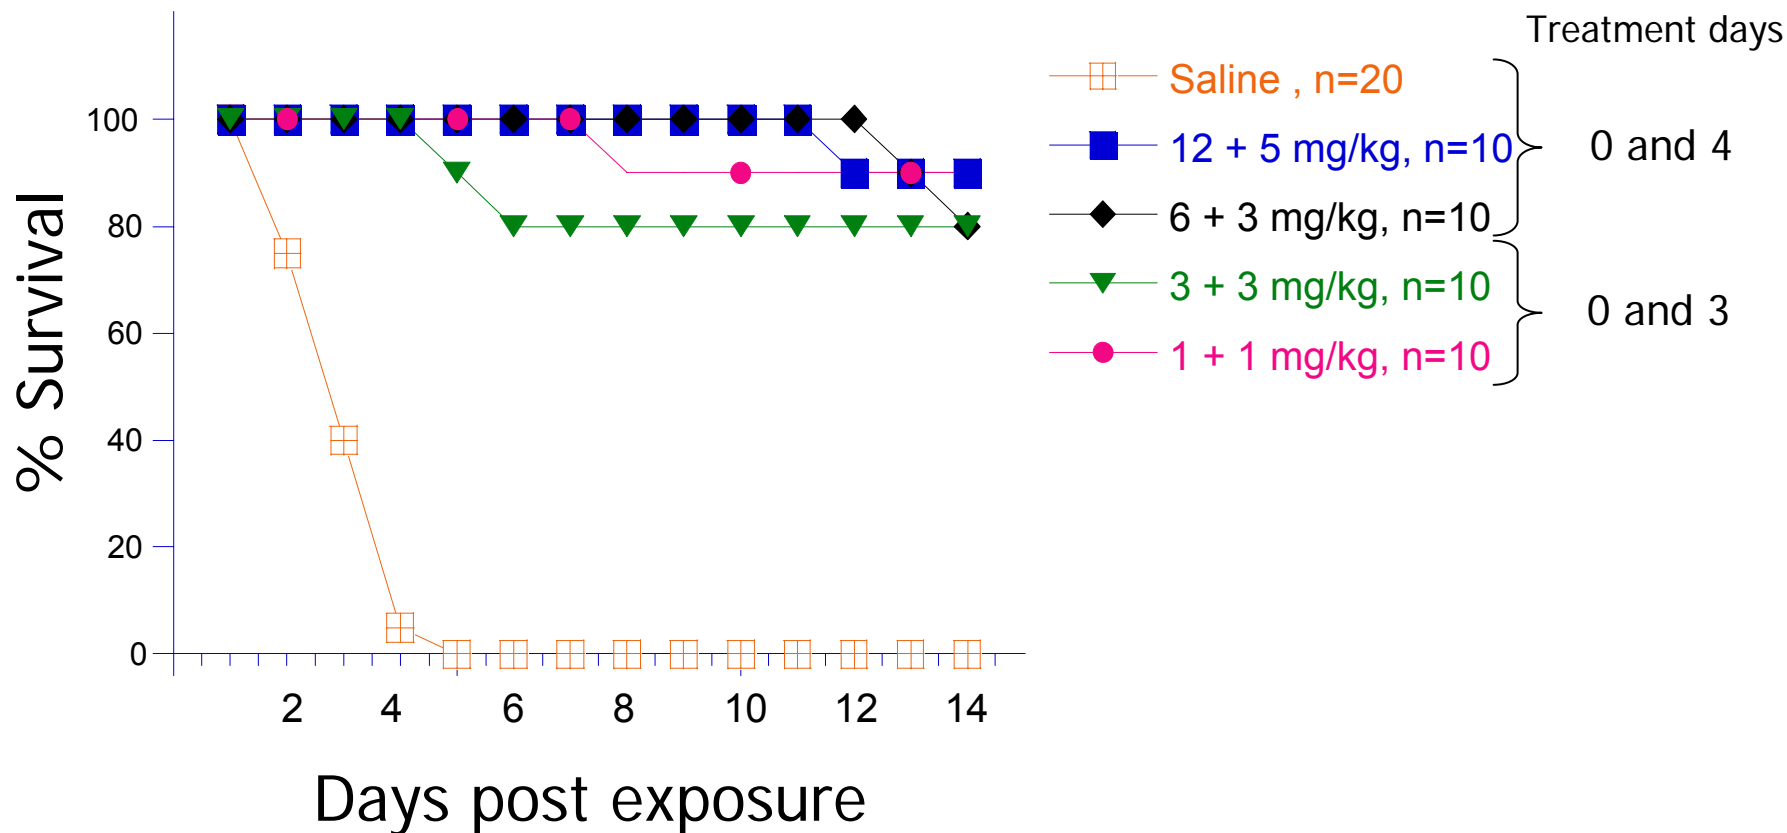 Treatment days
Saline , n=20
12 + 5 mg/kg, n=10
6 + 3 mg/kg, n=10
0 and 4
3 + 3 mg/kg, n=10
1 + 1 mg/kg, n=10
0 and 3
% Survival
100
80
60
40
20
0
2 4 6 8 10 12 14
Days post exposure